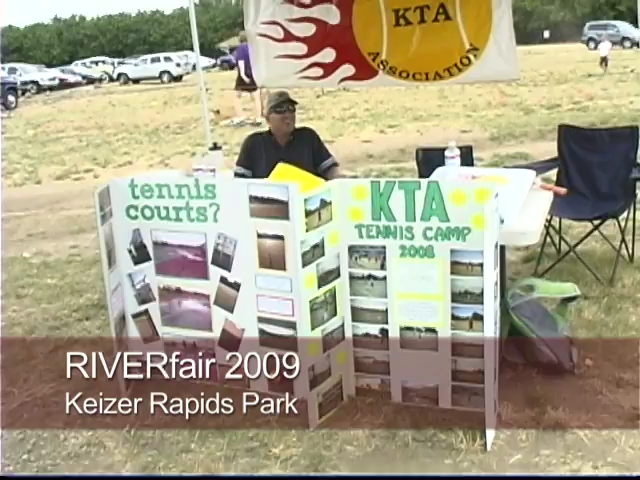 KTA
ASSOCIATION
tennis
courts?
KTA
TENNIS CAMP
2008
RIVERfair 2009
Keizer Rapids Park